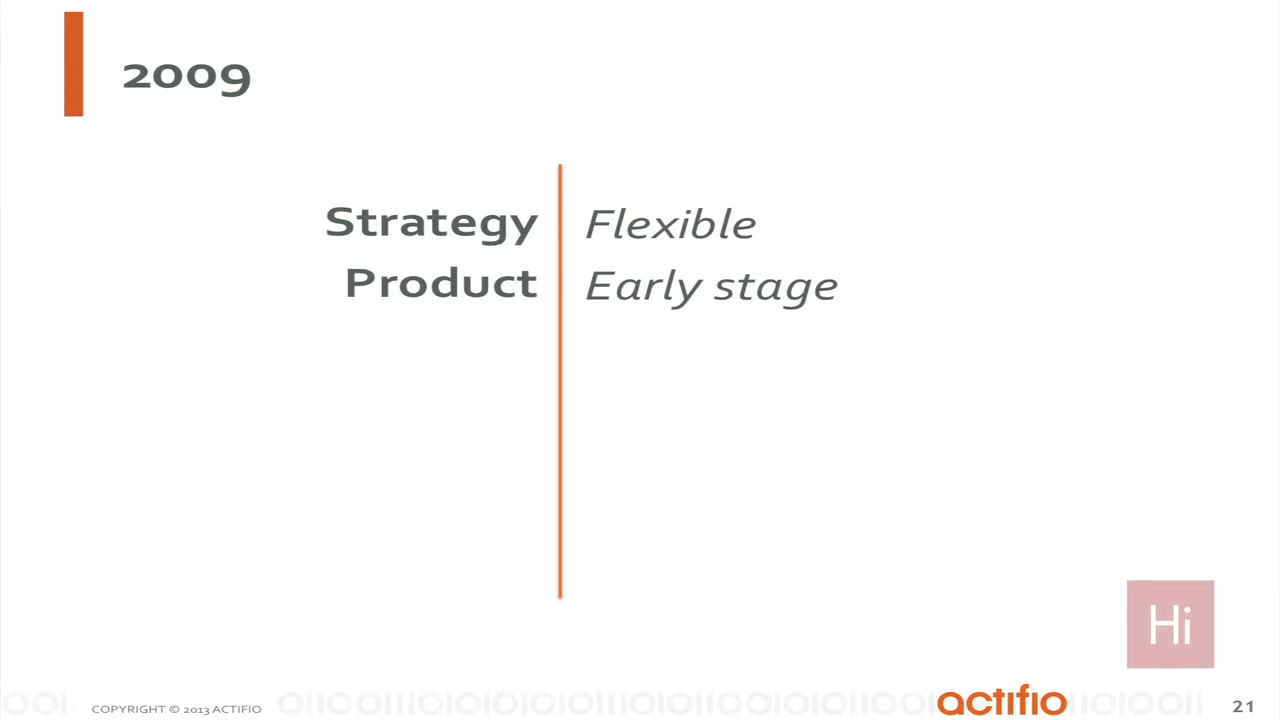 2009
Strategy Flexible
Product Early stage
Hi
COPYRIGHT © 2013 ACTIFIO
actifio
21